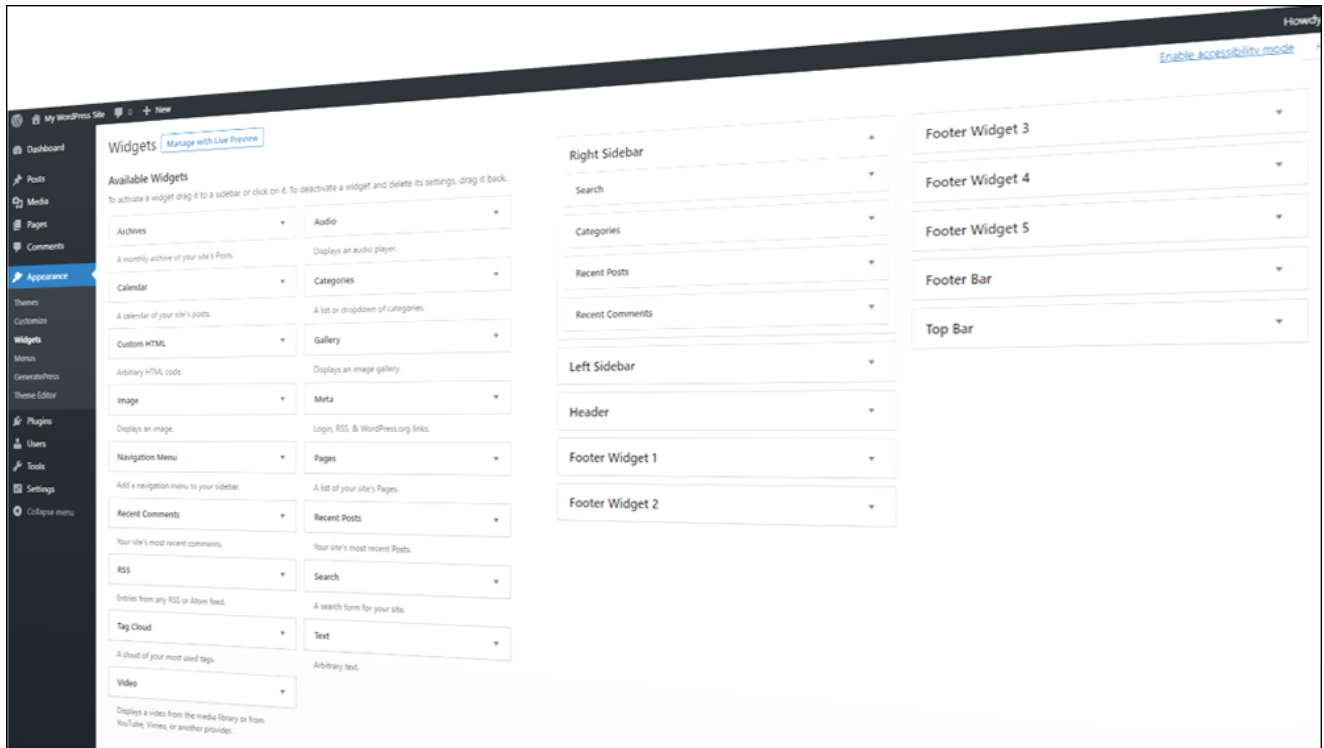 Howdy
Enable accessibility mode
My WordPress Site 0 + New
Dashboard
Posts
Media
Pages
Comments
Appearance
Themes
Customize
Widgets
Menus
GeneratePress
Theme Editor
Plugins
Users
Tools
Settings
Collapse menu
Widgets Manage with Live Preview
Available Widgets
To activate a widget drag it to a sidebar or click on it. To deactivate a widget and delete its settings, drag it back.
Archives
A monthly archive of your site's Posts.
Audio
Displays an audio player.
Calendar
A calendar of your site's posts.
Categories
A list or dropdown of categories.
Custom HTML
Arbitrary HTML code.
Gallery
Displays an image gallery.
Image
Displays an image.
Meta
Login, RSS, & WordPress.org links.
Navigation Menu
Add a navigation menu to your sidebar.
Pages
A list of your site's Pages.
Recent Comments
Your site's most recent comments.
Recent Posts
Your site's most recent Posts.
RSS
Entries from any RSS or Atom feed.
Search
A search form for your site.
Tag Cloud
A cloud of your most used tags.
Text
Arbitrary text.
Video
Displays a video from the media library or from
YouTube, Vimeo, or another provider.
Right Sidebar
Search
Categories
Recent Posts
Recent Comments
Left Sidebar
Header
Footer Widget 1
Footer Widget 2
Footer Widget 3
Footer Widget 4
Footer Widget 5
Footer Bar
Top Bar